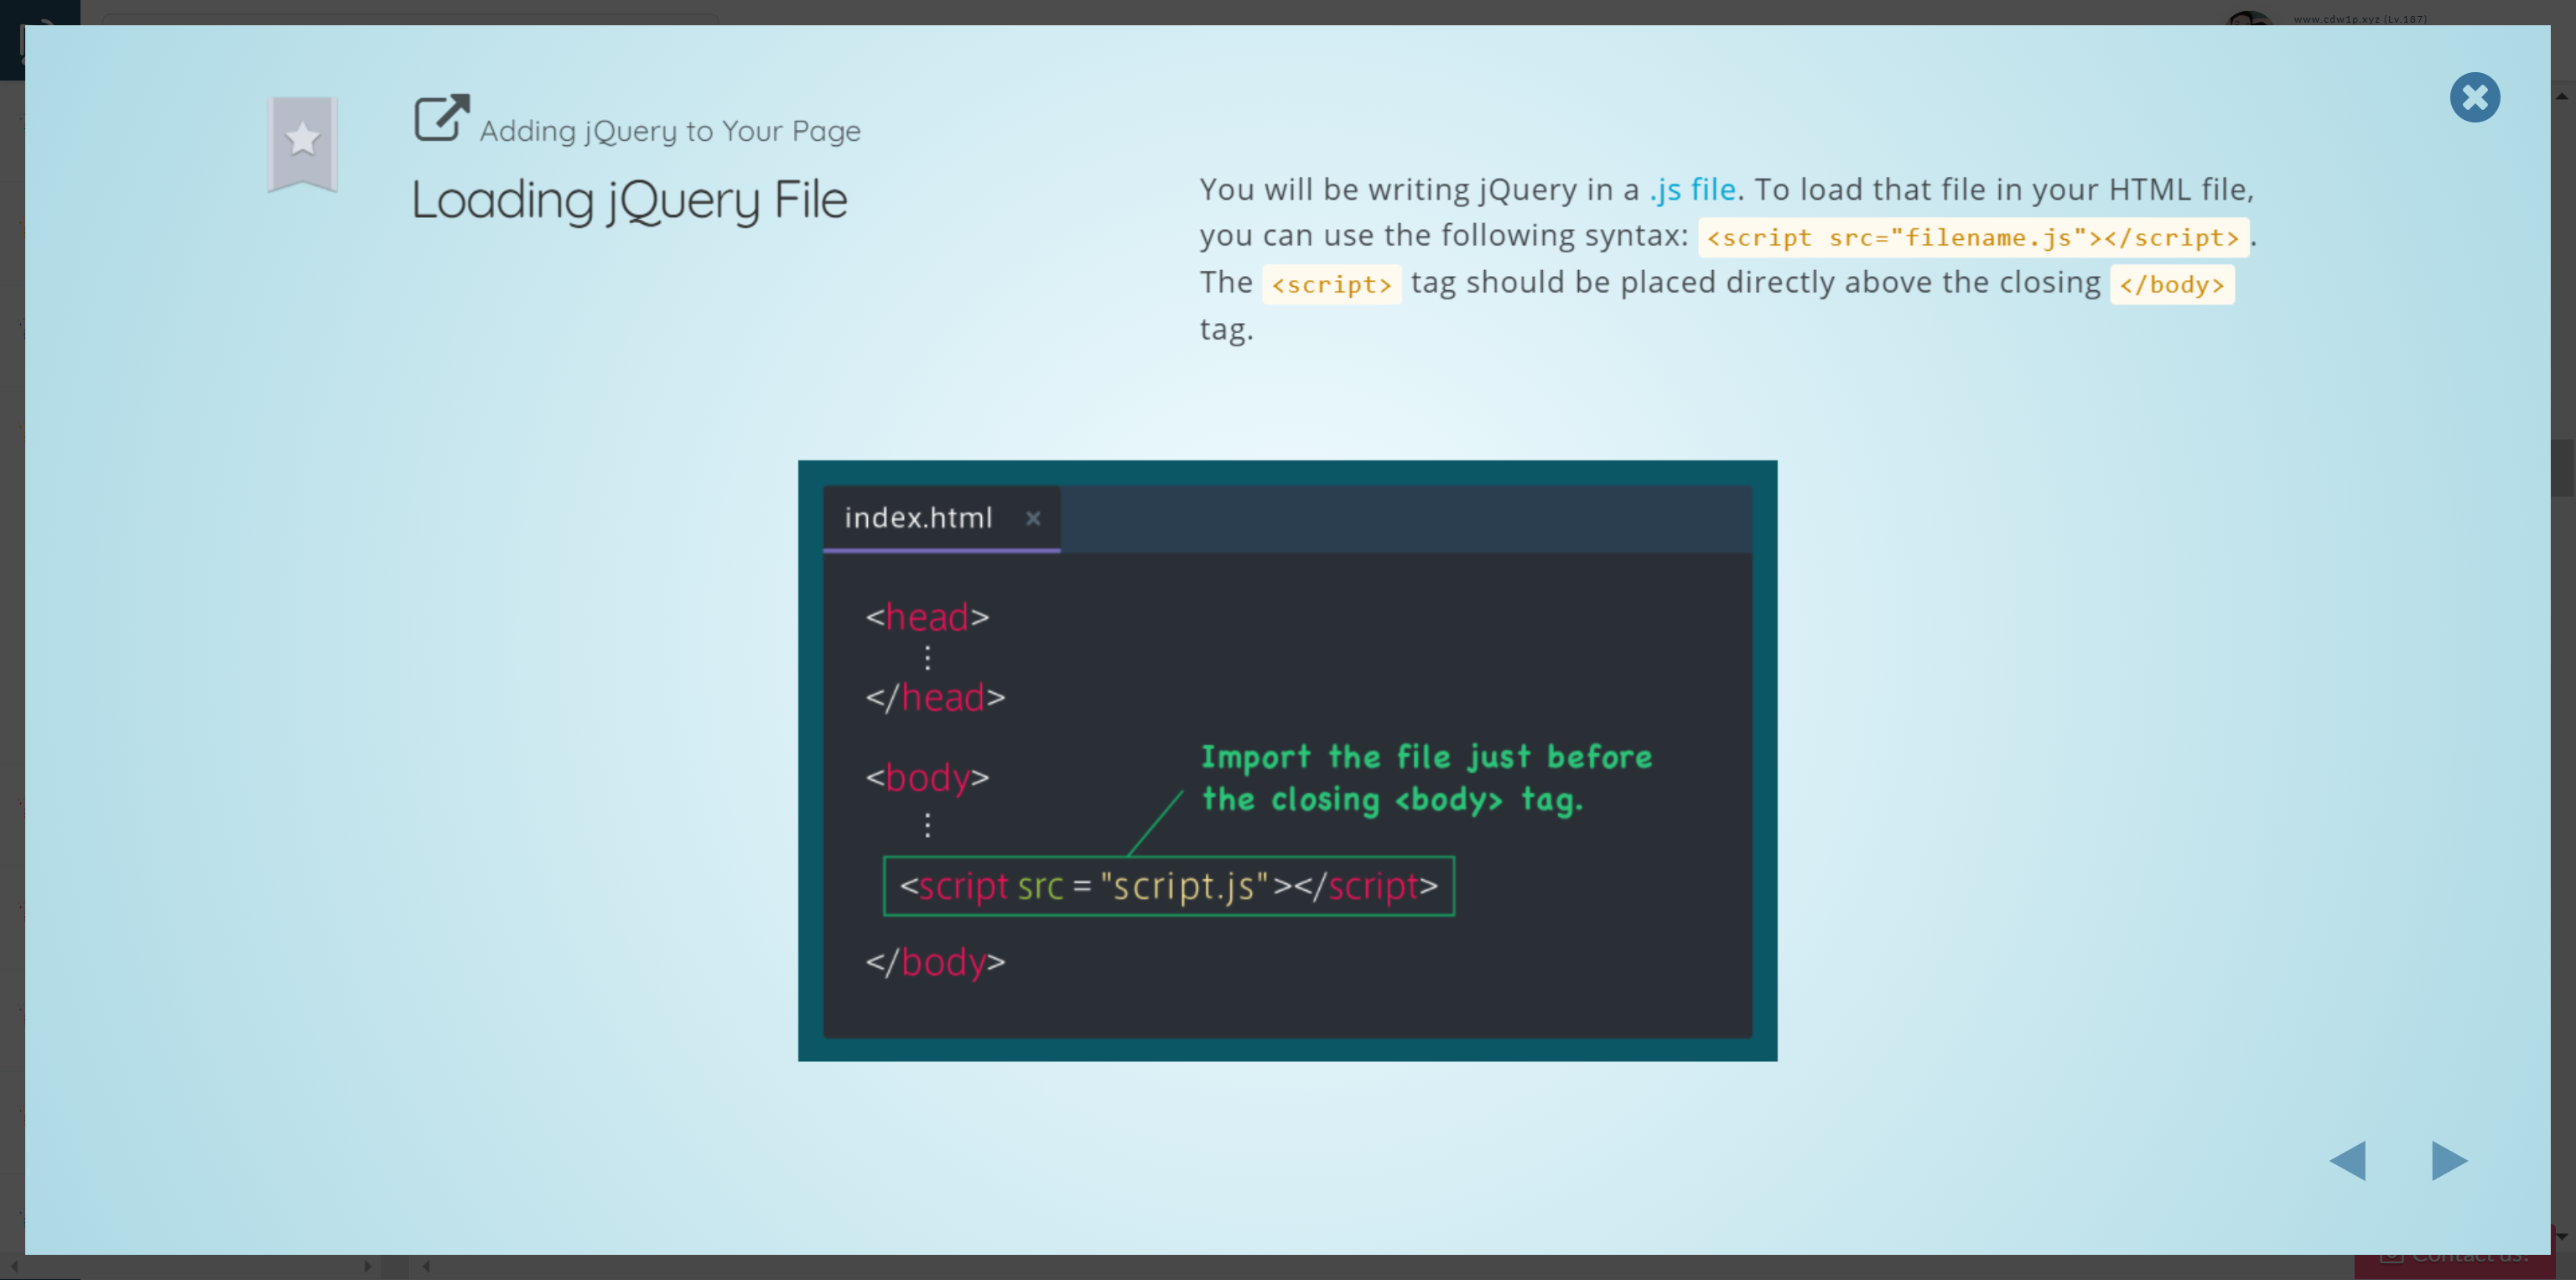 www.cdw1p.xyz (Lv.187)
Adding jQuery to Your Page
Loading jQuery File
You will be writing jQuery in a .js file. To load that file in your HTML file,
you can use the following syntax: <script src="filename.js"></script>.
The <script> tag should be placed directly above the closing </body>
tag.
index.html ×
<head>
⋮
</head>
Import the file just before
the closing <body> tag.
<body>
⋮
<script src = "script.js"></script>
</body>
Contact us!